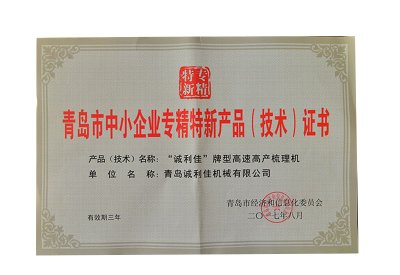 专精
特新
青岛市中小企业专精特新产品（技术）证书
产品（技术）名称：“诚利佳”牌型高速高产梳理机
单位名称：青岛诚利佳机械有限公司
青岛市经济和信息化委员会
有效期三年
二〇一七年八月